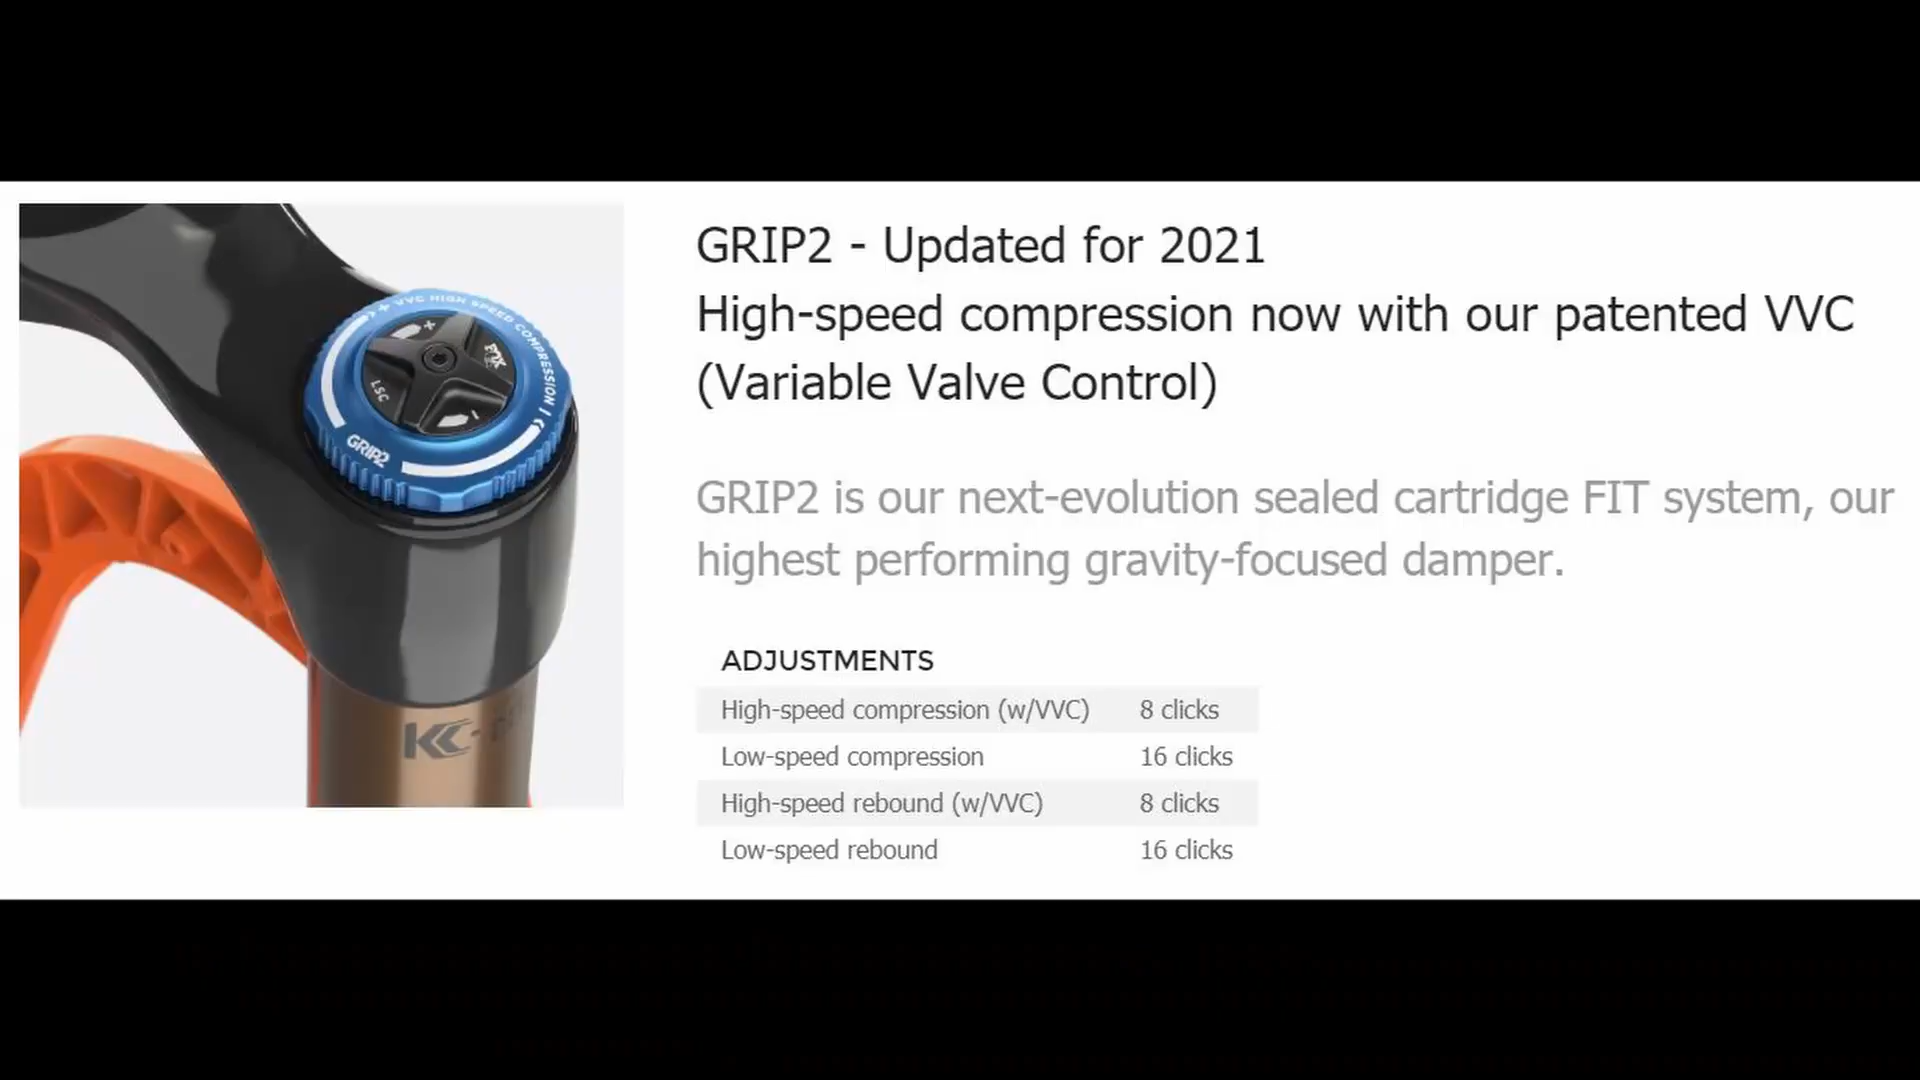 GRIP2 - Updated for 2021
High-speed compression now with our patented VVC
(Variable Valve Control)
GRIP2 is our next-evolution sealed cartridge FIT system, our
highest performing gravity-focused damper.
ADJUSTMENTS
High-speed compression (w/VVC) 8 clicks
Low-speed compression 16 clicks
High-speed rebound (w/VVC) 8 clicks
Low-speed rebound 16 clicks
+ VVC HIGH SPEED COMPRESSION -
+
FOX
LSC
-
GRIP2